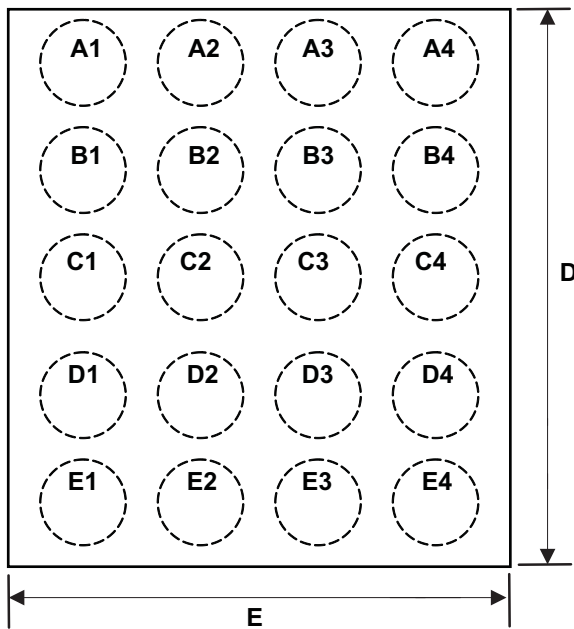 A1 A2 A3 A4
B1 B2 B3 B4
C1 C2 C3 C4
D
D1 D2 D3 D4
E1 E2 E3 E4
E